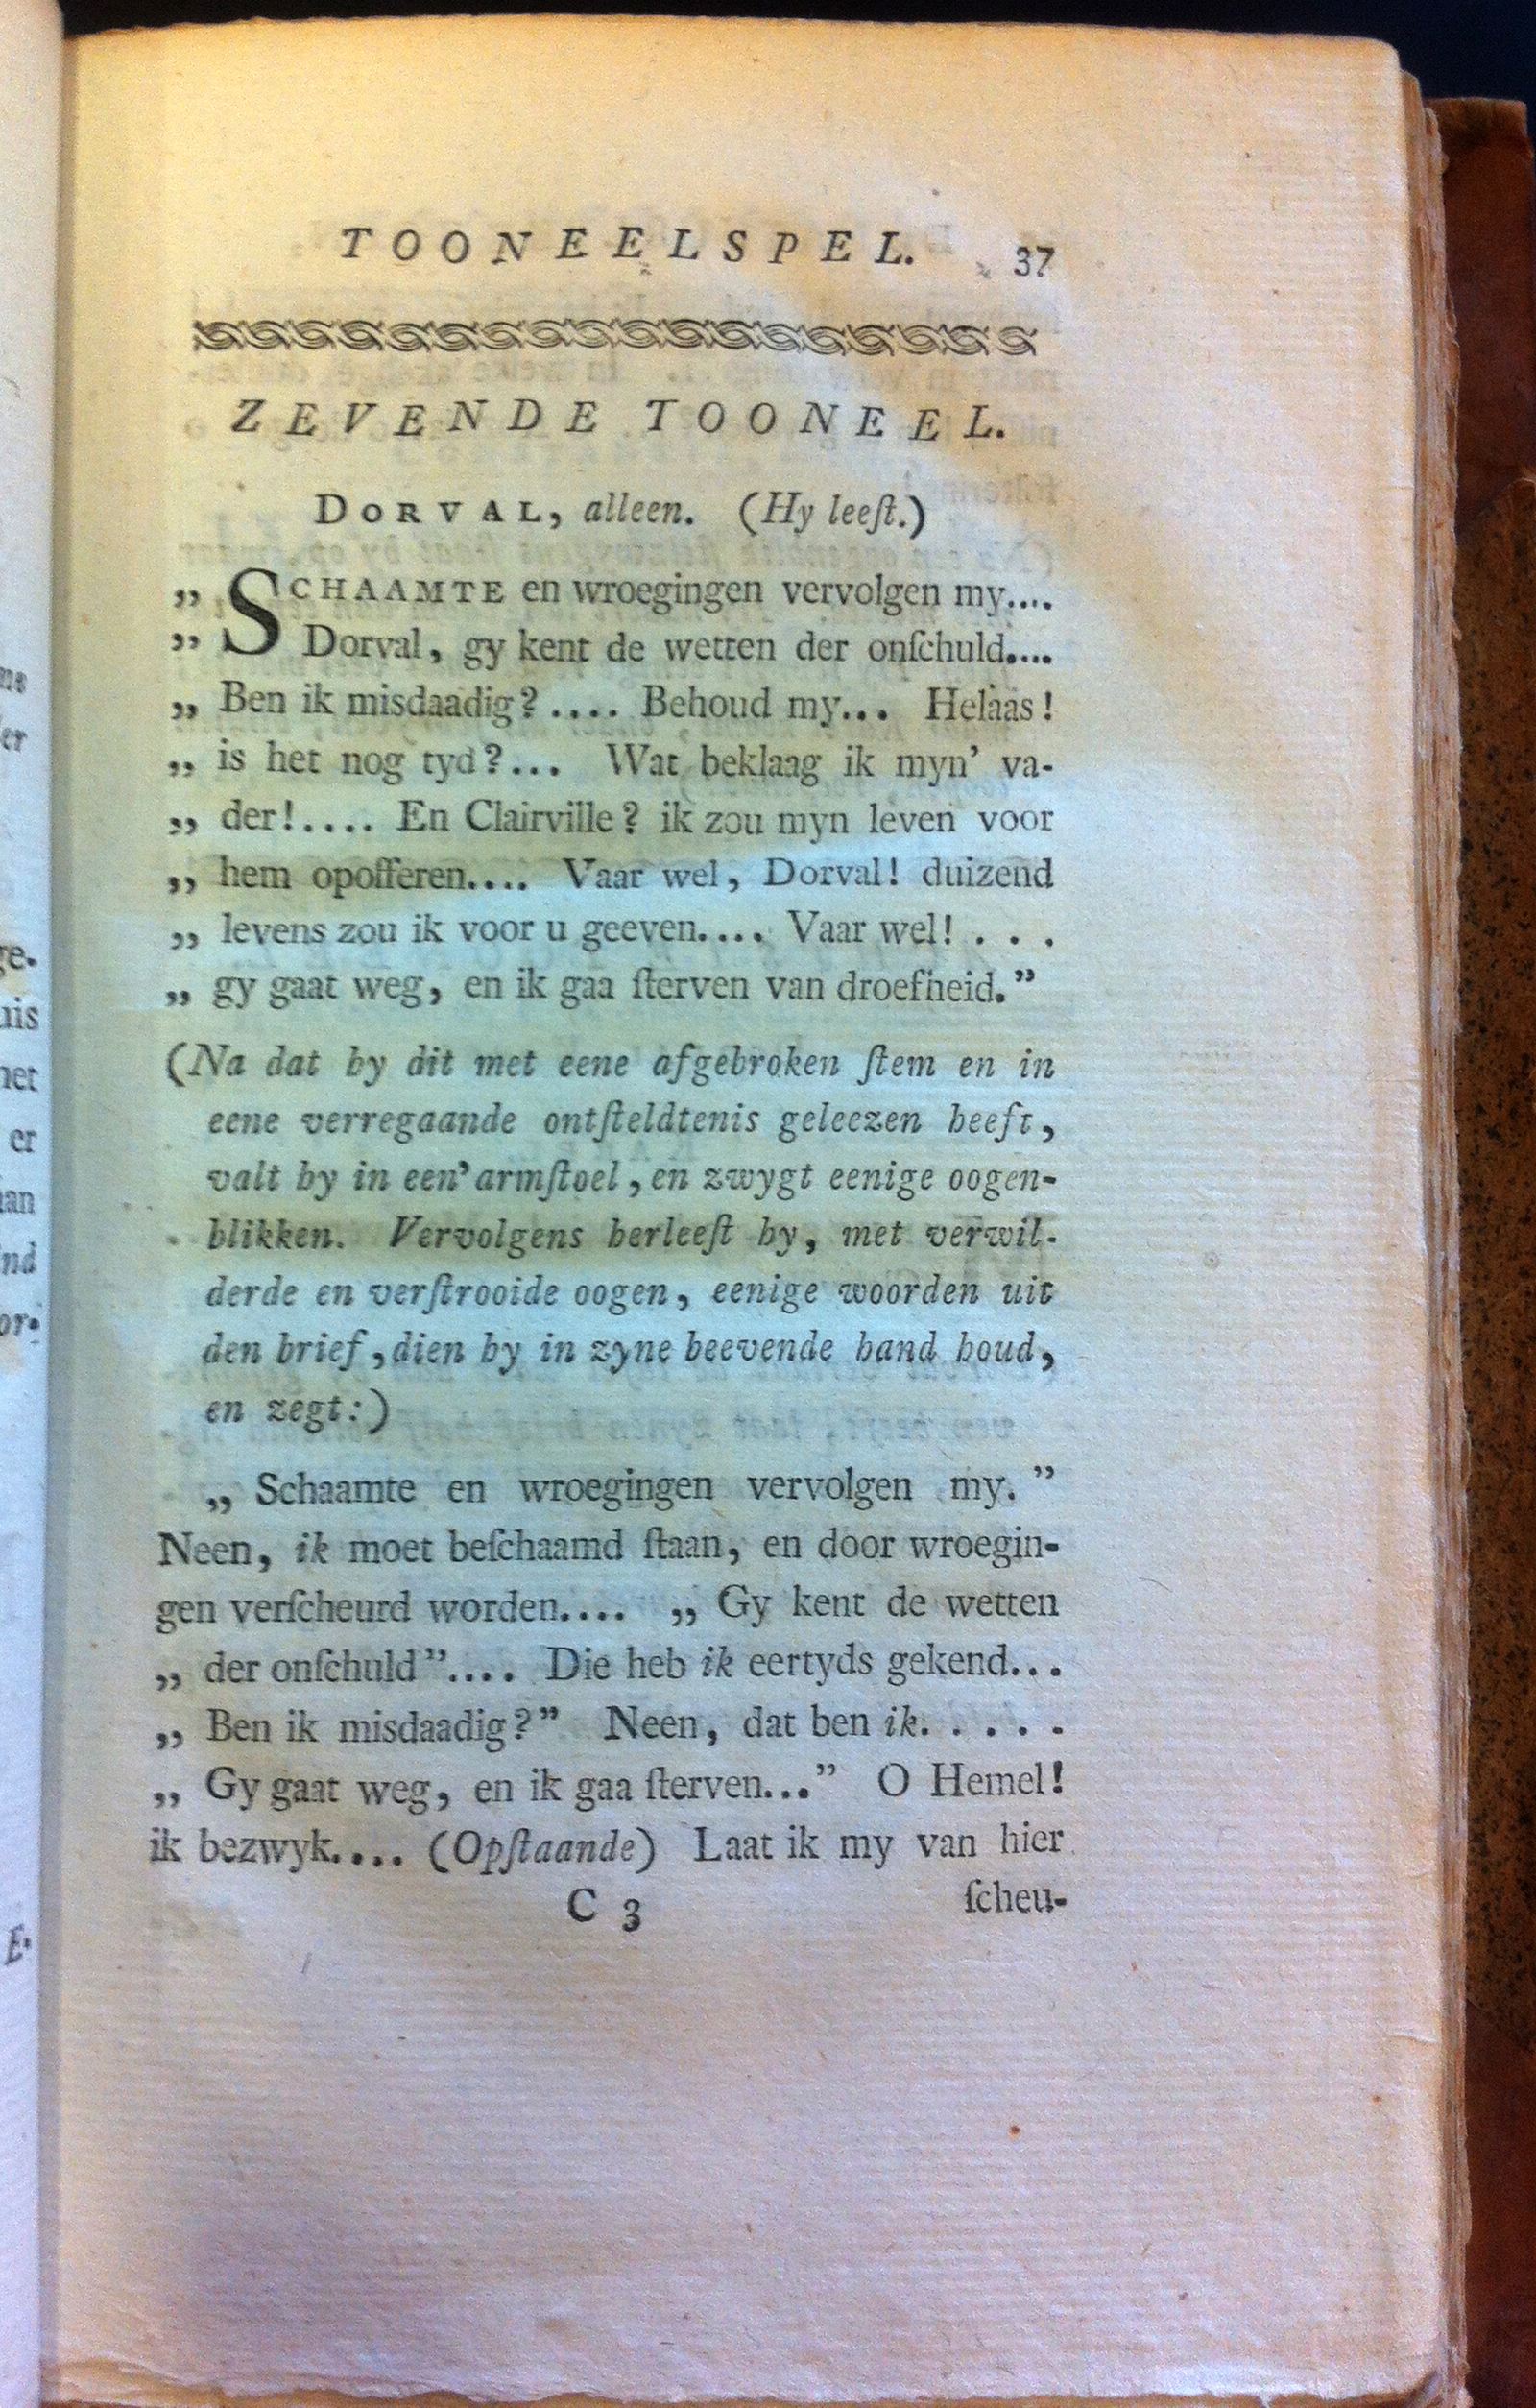 TOONEELSPEL. 37
ZEVENDE TOONEEL.
DORVAL, alleen. (Hy leeſt.)
„ SCHAAMTE en wroegingen vervolgen my....
„ Dorval, gy kent de wetten der onſchuld....
„ Ben ik misdaadig?.... Behoud my... Helaas!
„ is het nog tyd?... Wat beklaag ik myn' va-
„ der!.... En Clairville? ik zou myn leven voor
„ hem opofferen.... Vaar wel, Dorval! duizend
„ levens zou ik voor u geeven.... Vaar wel! . . .
„ gy gaat weg, en ik gaa ſterven van droefheid.”
(Na dat hy dit met eene afgebroken ſtem en in
eene verregaande ontſteldtenis geleezen heeft,
valt hy in een' armſtoel, en zwygt eenige oogen-
blikken. Vervolgens herleeſt hy, met verwil-
derde en verſtrooide oogen, eenige woorden uit
den brief, dien hy in zyne beevende hand houd,
en zegt:)
„ Schaamte en wroegingen vervolgen my. ”
Neen, ik moet beſchaamd ſtaan, en door wroegin-
gen verſcheurd worden.... „ Gy kent de wetten
„ der onſchuld”.... Die heb ik eertyds gekend...
„ Ben ik misdaadig?” Neen, dat ben ik. . . . .
„ Gy gaat weg, en ik gaa ſterven...” O Hemel!
ik bezwyk.... (Opſtaande) Laat ik my van hier
C 3 ſcheu-